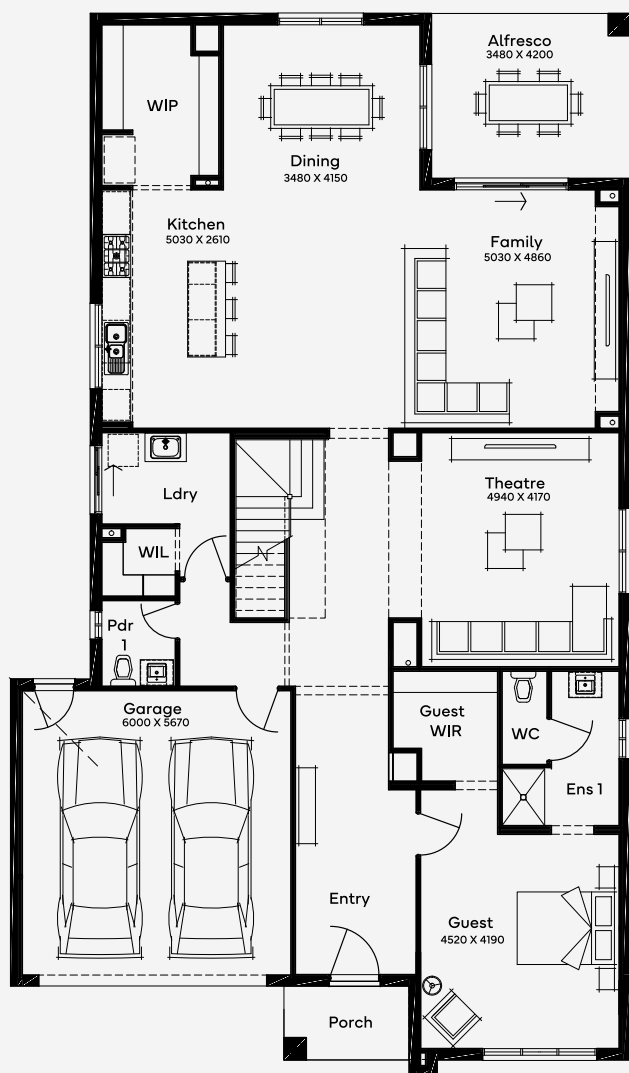 Alfresco
3480 X 4200
WIP
Dining
3480 X 4150
Kitchen
5030 X 2610
Family
5030 X 4860
Ldry
Theatre
4940 X 4170
WIL
Pdr
1
Garage
6000 X 5670
Guest
WIR
WC
Ens 1
Entry
Guest
4520 X 4190
Porch